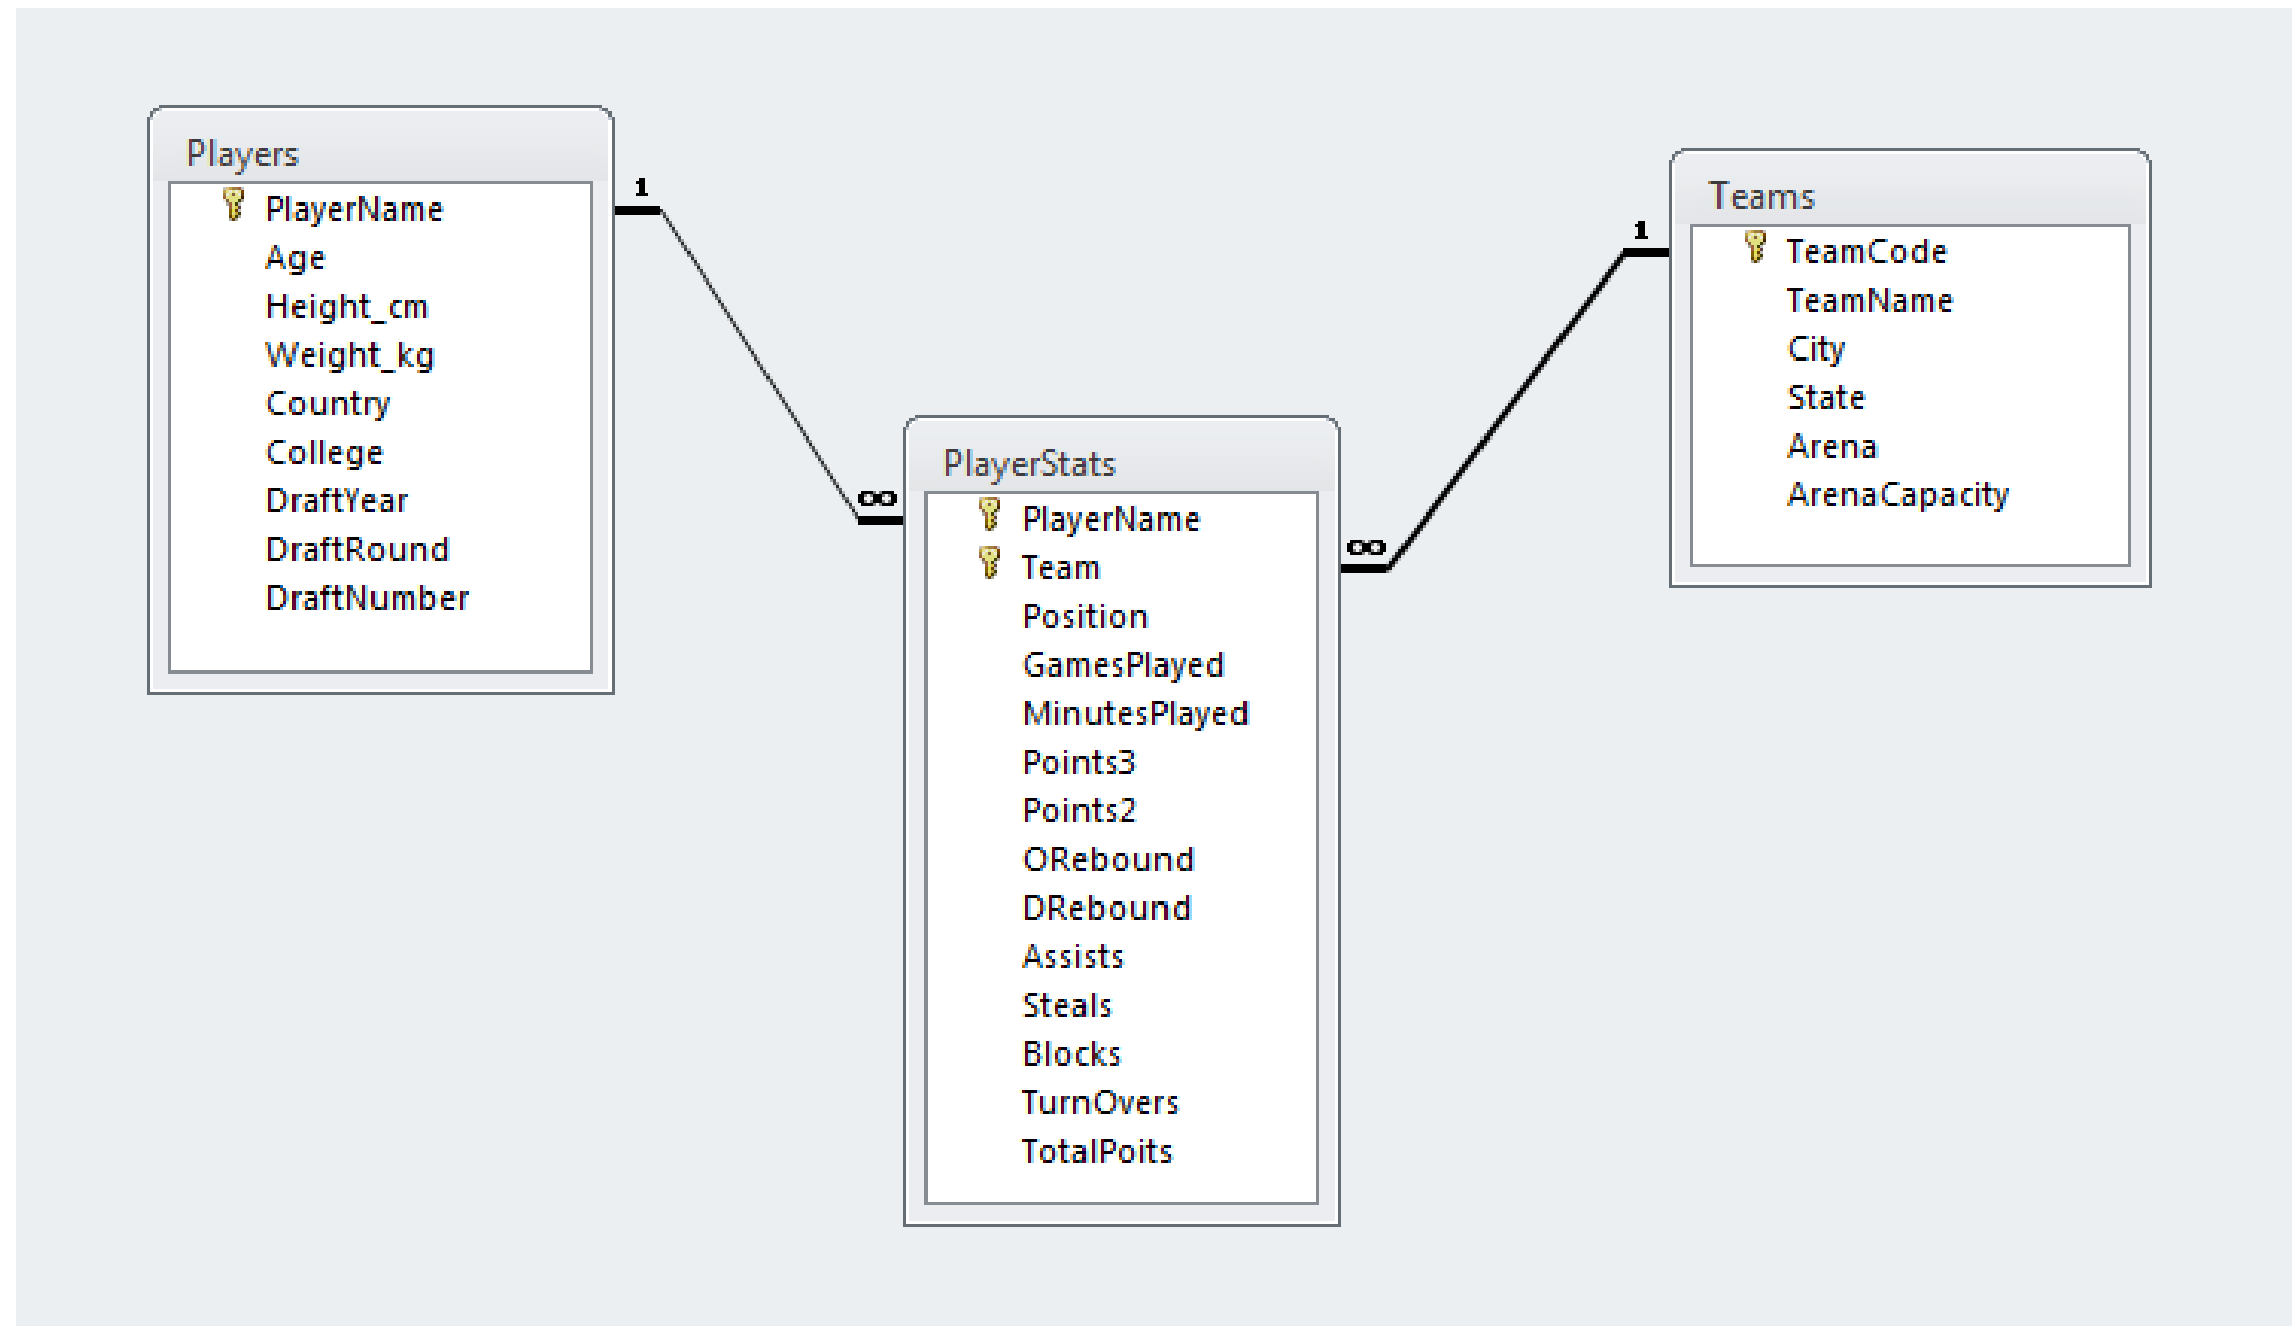 Players
PlayerName
Age
Height_cm
Weight_kg
Country
College
DraftYear
DraftRound
DraftNumber
1
∞
PlayerStats
PlayerName
Team
Position
GamesPlayed
MinutesPlayed
Points3
Points2
ORebound
DRebound
Assists
Steals
Blocks
TurnOvers
TotalPoits
∞
1
Teams
TeamCode
TeamName
City
State
Arena
ArenaCapacity